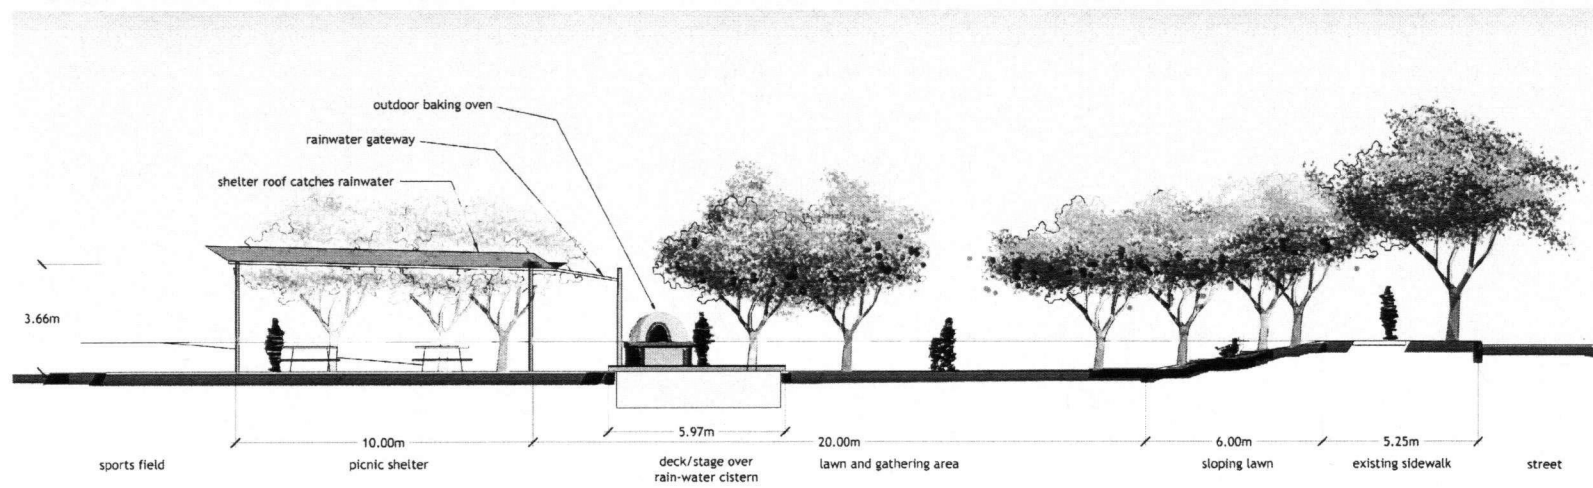 outdoor baking oven
rainwater gateway
shelter roof catches rainwater
3.66m
5.97m
10.00m
20.00m
6.00m
5.25m
sports field
picnic shelter
deck/stage over
rain-water cistern
lawn and gathering area
sloping lawn
existing sidewalk
street